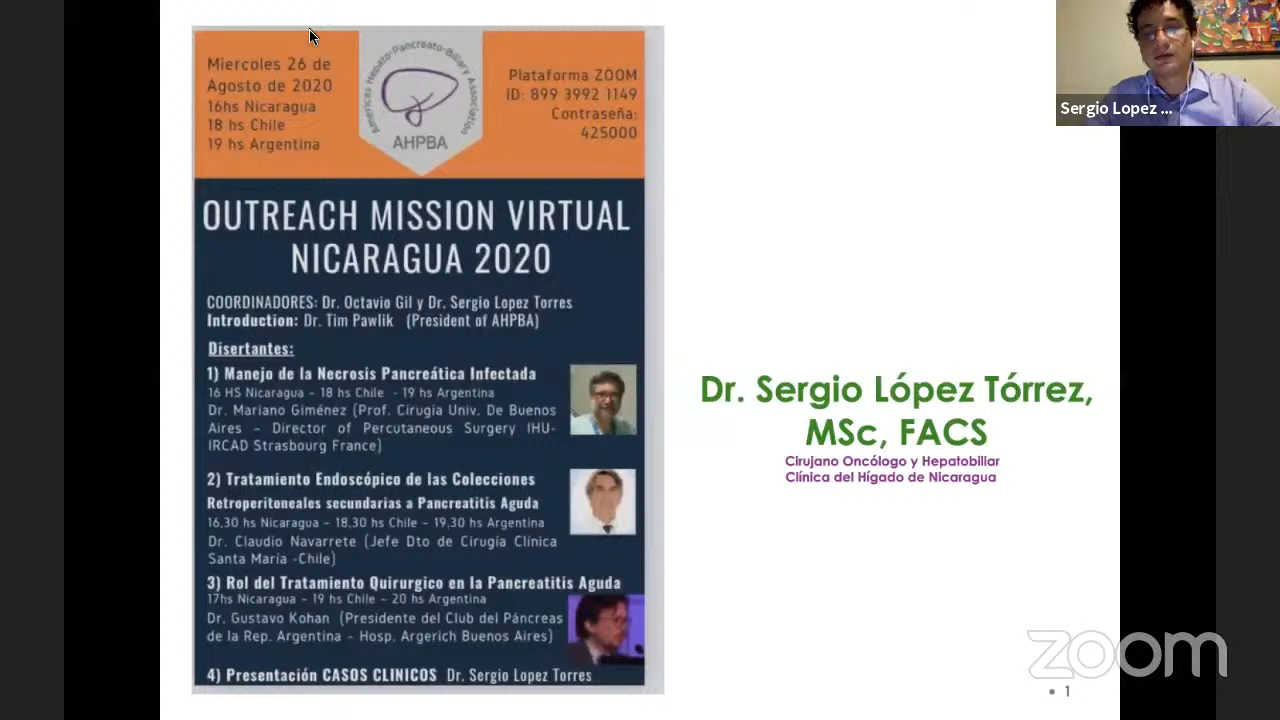 Miercoles 26 de
Agosto de 2020
16hs Nicaragua
18 hs Chile
19 hs Argentina
Americas Hepato-Pancreato-Biliary Association
AHPBA
Plataforma ZOOM
ID: 899 3992 1149
Contraseña:
425000
OUTREACH MISSION VIRTUAL
NICARAGUA 2020
COORDINADORES: Dr. Octavio Gil y Dr. Sergio Lopez Torres
Introduction: Dr. Tim Pawlik (President of AHPBA)
Disertantes:
1) Manejo de la Necrosis Pancreática Infectada
16 HS Nicaragua - 18 hs Chile - 19 hs Argentina
Dr. Mariano Giménez (Prof. Cirugia Univ. De Buenos
Aires – Director of Percutaneous Surgery IHU-
IRCAD Strasbourg France)
2) Tratamiento Endoscópico de las Colecciones
Retroperitoneales secundarias a Pancreatitis Aguda
16,30 hs Nicaragua – 18,30 hs Chile – 19,30 hs Argentina
Dr. Claudio Navarrete (Jefe Dto de Cirugía Clínica
Santa María -Chile)
3) Rol del Tratamiento Quirurgico en la Pancreatitis Aguda
17hs Nicaragua – 19 hs Chile – 20 hs Argentina
Dr. Gustavo Kohan (Presidente del Club del Páncreas
de la Rep. Argentina - Hosp. Argerich Buenos Aires)
4) Presentación CASOS CLINICOS Dr. Sergio Lopez Torres
Dr. Sergio López Tórrez,
MSc, FACS
Cirujano Oncólogo y Hepatobiliar
Clínica del Hígado de Nicaragua
Sergio Lopez ...
zoom
• 1